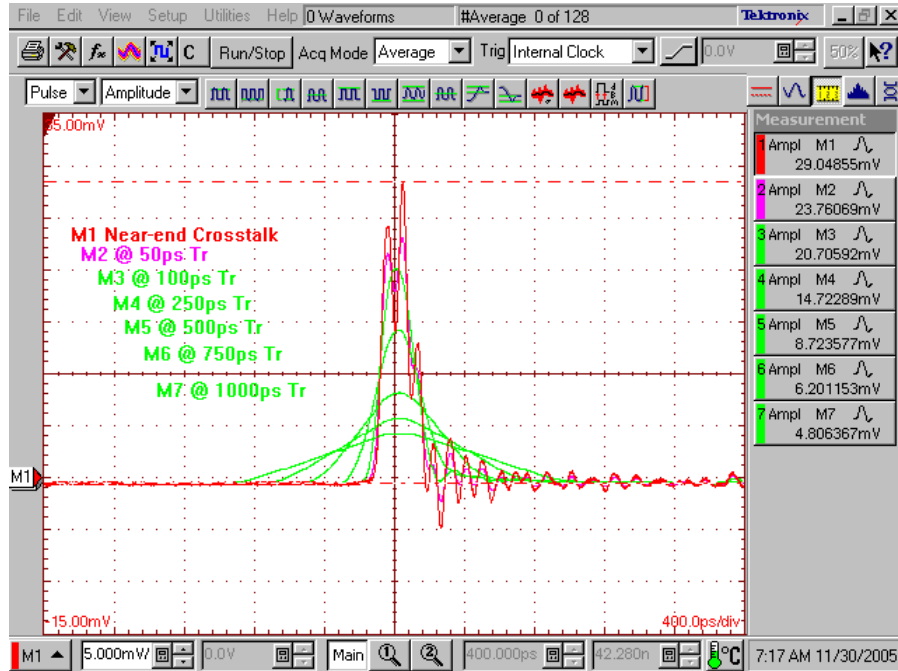 File Edit View Setup Utilities Help 0 Waveforms #Average 0 of 128 Tektronix
C Run/Stop Acq Mode Average Trig Internal Clock 0.0V 50%
Pulse Amplitude
35.00mV
Measurement
1 Ampl M1
29.04855mV
2 Ampl M2
23.76069mV
3 Ampl M3
20.70592mV
4 Ampl M4
14.72289mV
5 Ampl M5
8.723577mV
6 Ampl M6
6.201153mV
7 Ampl M7
4.806367mV
M1 Near-end Crosstalk
M2 @ 50ps Tr
M3 @ 100ps Tr
M4 @ 250ps Tr
M5 @ 500ps Tr
M6 @ 750ps Tr
M7 @ 1000ps Tr
M1
-15.00mV 400.0ps/div
M1 5.000mV/ 0.0V Main 1 2 400.000ps 42.280n °C 7:17 AM 11/30/2005